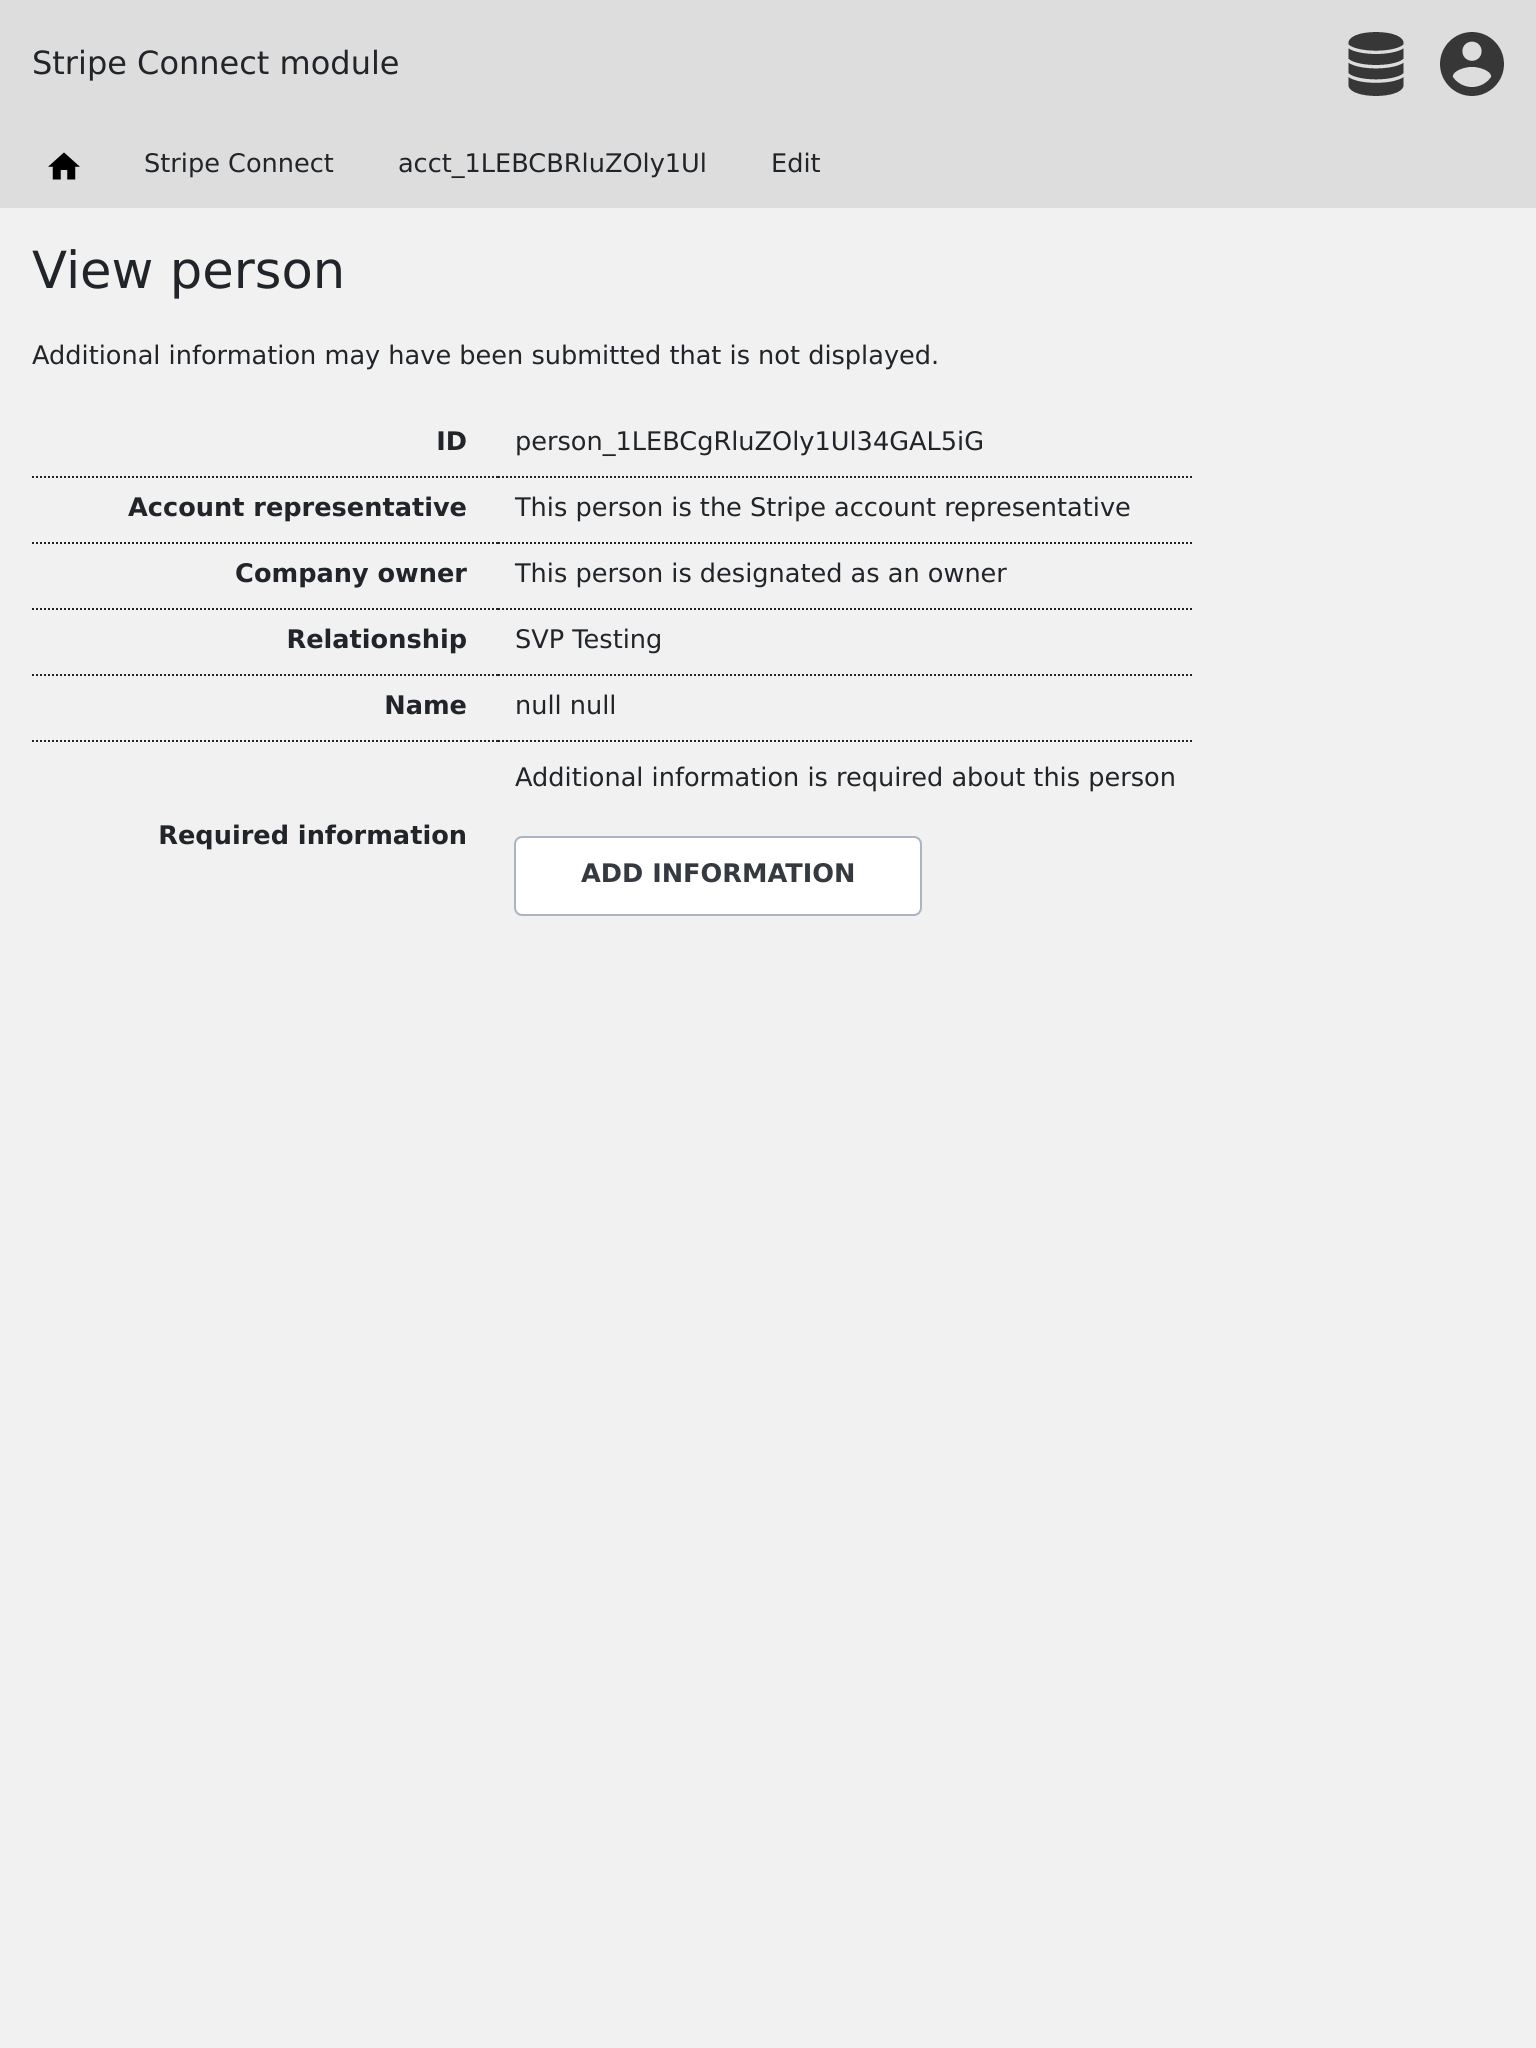 Stripe Connect module
Stripe Connect acct_1LEBCBRluZOly1Ul Edit
View person
Additional information may have been submitted that is not displayed.
ID person_1LEBCgRluZOly1Ul34GAL5iG
Account representative This person is the Stripe account representative
Company owner This person is designated as an owner
Relationship SVP Testing
Name null null
Additional information is required about this person
Required information
ADD INFORMATION